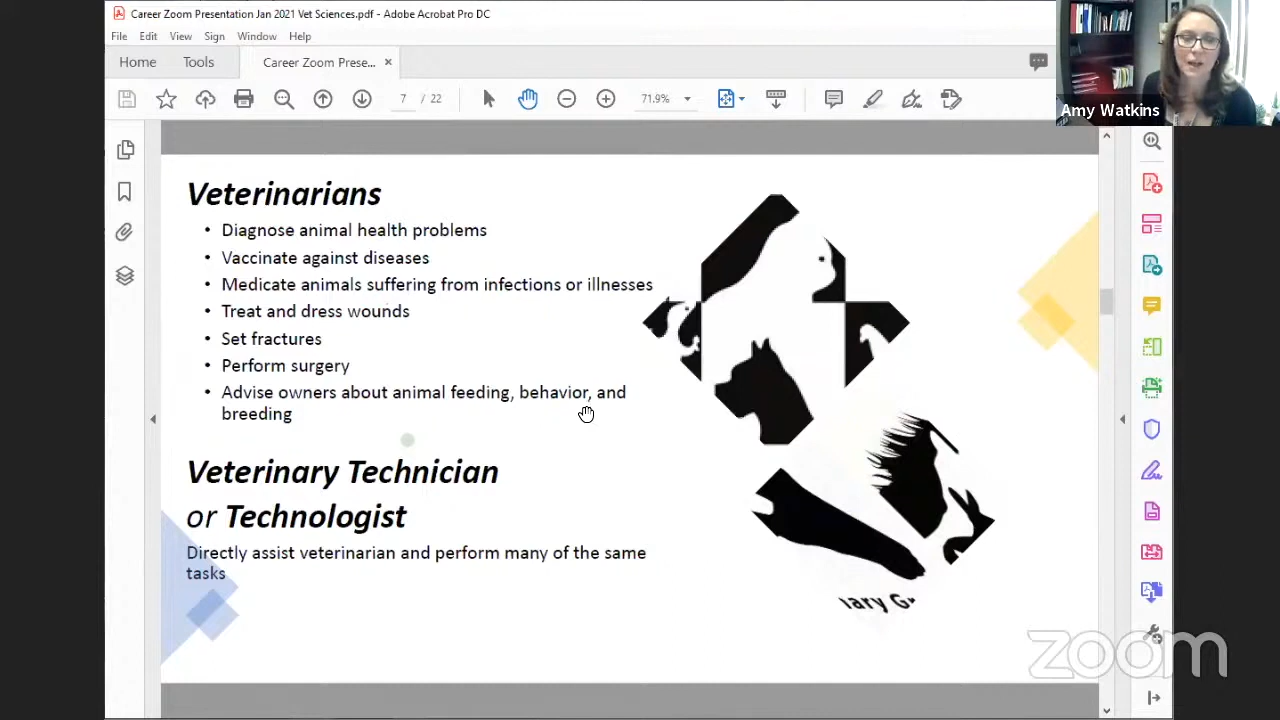 Career Zoom Presentation Jan 2021 Vet Sciences.pdf - Adobe Acrobat Pro DC
File Edit View Sign Window Help
Home Tools Career Zoom Prese... ×
7 / 22 71.9%
Amy Watkins
Veterinarians
• Diagnose animal health problems
• Vaccinate against diseases
• Medicate animals suffering from infections or illnesses
• Treat and dress wounds
• Set fractures
• Perform surgery
• Advise owners about animal feeding, behavior, and
breeding
Veterinary Technician
or Technologist
Directly assist veterinarian and perform many of the same
tasks
zoom